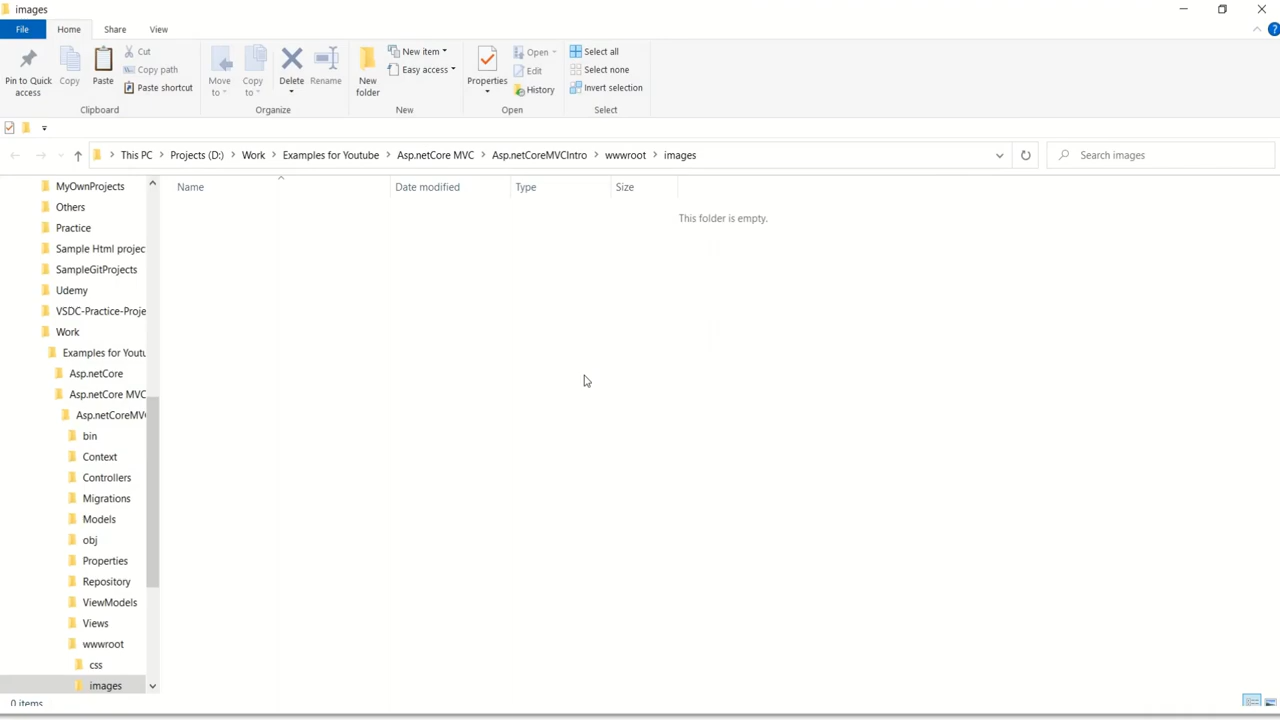 images
File Home Share View
Pin to Quick access
Copy
Paste
Cut
Copy path
Paste shortcut
Clipboard
Move to
Copy to
Delete
Rename
Organize
New folder
New item
Easy access
New
Properties
Open
Edit
History
Open
Select all
Select none
Invert selection
Select
This PC > Projects (D:) > Work > Examples for Youtube > Asp.netCore MVC > Asp.netCoreMVCIntro > wwwroot > images
Search images
Name Date modified Type Size
This folder is empty.
MyOwnProjects
Others
Practice
Sample Html projec
SampleGitProjects
Udemy
VSDC-Practice-Proje
Work
Examples for Youtu
Asp.netCore
Asp.netCore MVC
Asp.netCoreMV
bin
Context
Controllers
Migrations
Models
obj
Properties
Repository
ViewModels
Views
wwwroot
css
images
0 items